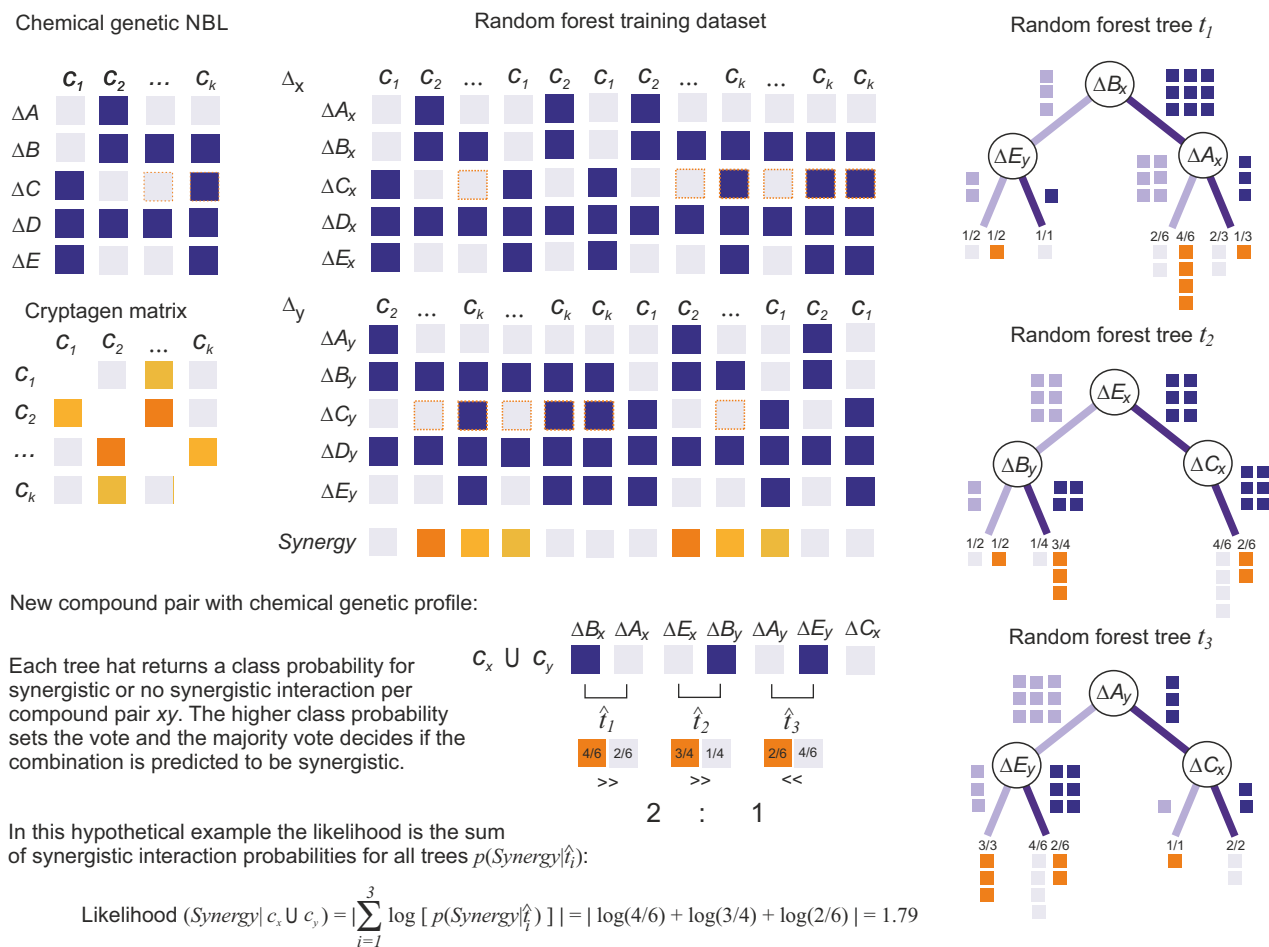 Chemical genetic NBL
C1 C2 ... Ck
ΔA
ΔB
ΔC
ΔD
ΔE
Cryptagen matrix
C1 C2 ... Ck
C1
C2
...
Ck
Random forest training dataset
Δx C1 C2 ... C1 C2 C1 C2 ... Ck ... Ck Ck
ΔAx
ΔBx
ΔCx
ΔDx
ΔEx
Δy C2 ... Ck ... Ck Ck C1 C2 ... C1 C2 C1
ΔAy
ΔBy
ΔCy
ΔDy
ΔEy
Synergy
Random forest tree t1
ΔBx
ΔEy ΔAx
1/2 1/2 1/1 2/6 4/6 2/3 1/3
Random forest tree t2
ΔEx
ΔBy ΔCx
1/2 1/2 1/4 3/4 4/6 2/6
Random forest tree t3
ΔAy
ΔEy ΔCx
3/3 4/6 2/6 1/1 2/2
New compound pair with chemical genetic profile:
Each tree hat returns a class probability for
synergistic or no synergistic interaction per
compound pair xy. The higher class probability
sets the vote and the majority vote decides if the
combination is predicted to be synergistic.
ΔBx ΔAx ΔEx ΔBy ΔAy ΔEy ΔCx
cx U cy
t̂1 t̂2 t̂3
4/6 2/6 3/4 1/4 2/6 4/6
>> >> <<
2 : 1
In this hypothetical example the likelihood is the sum
of synergistic interaction probabilities for all trees p(Synergy|t̂i):
Likelihood (Synergy| cx U cy) = |∑i=1 3 log [ p(Synergy|t̂i) ] | = | log(4/6) + log(3/4) + log(2/6) | = 1.79